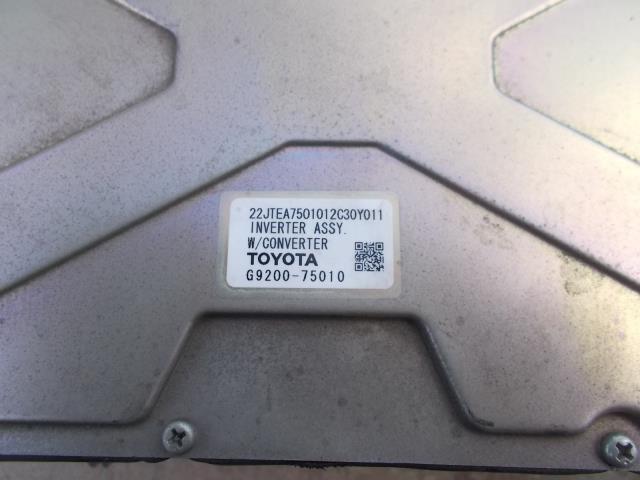 22JTEA7501012C30Y011
INVERTER ASSY.
W/CONVERTER
TOYOTA
G9200-75010